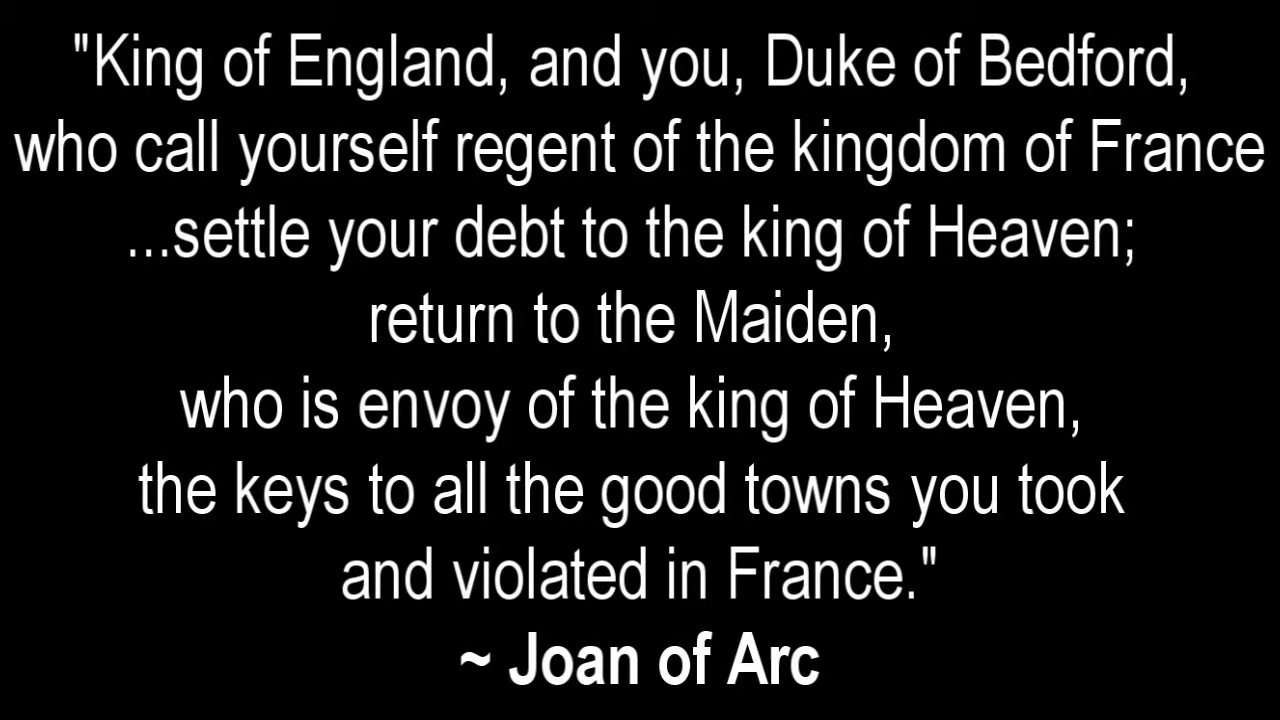 "King of England, and you, Duke of Bedford,
who call yourself regent of the kingdom of France
...settle your debt to the king of Heaven;
return to the Maiden,
who is envoy of the king of Heaven,
the keys to all the good towns you took
and violated in France."
~ Joan of Arc